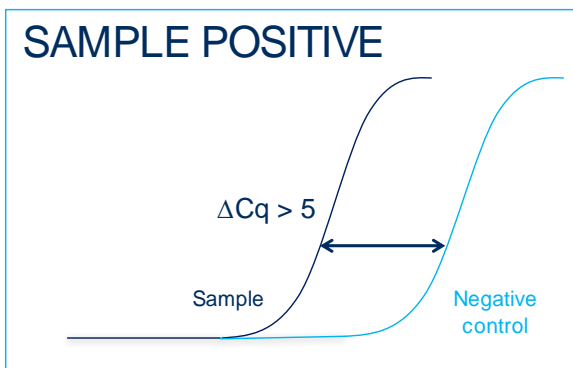 SAMPLE POSITIVE
ΔCq > 5
Sample
Negative
control